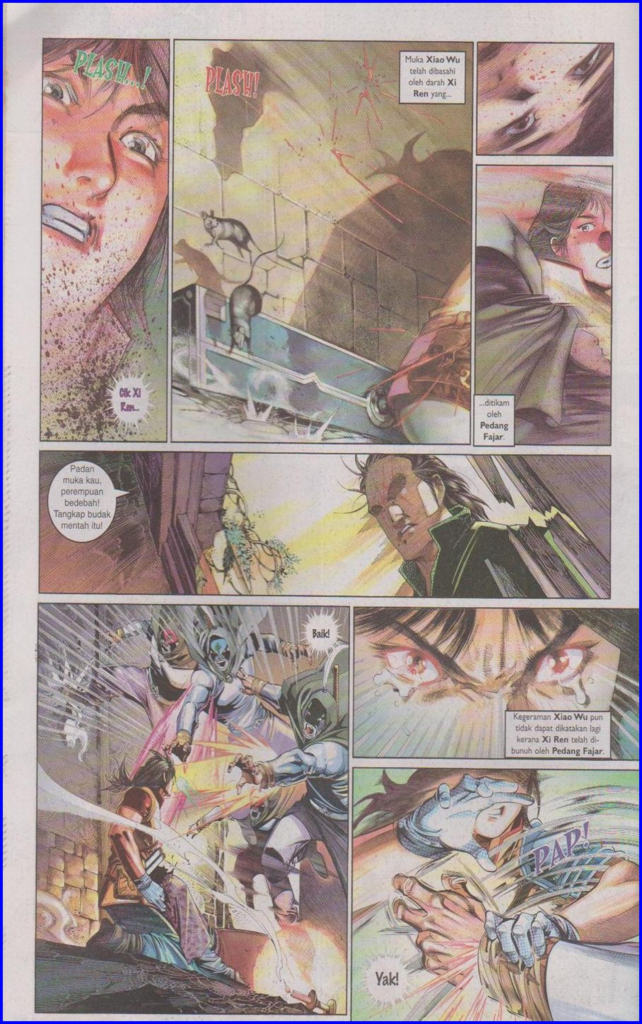 PLASH...!
Cik Xi
Ren...
PLASH!
Muka Xiao Wu
telah dibasahi
oleh darah Xi
Ren yang...
...ditikam
oleh
Pedang
Fajar.
Padan
muka kau,
perempuan
bedebah!
Tangkap budak
mentah itu!
Baik!
Kegeraman Xiao Wu pun
tidak dapat dikatakan lagi
kerana Xi Ren telah di-
bunuh oleh Pedang Fajar.
PAP!
Yak!